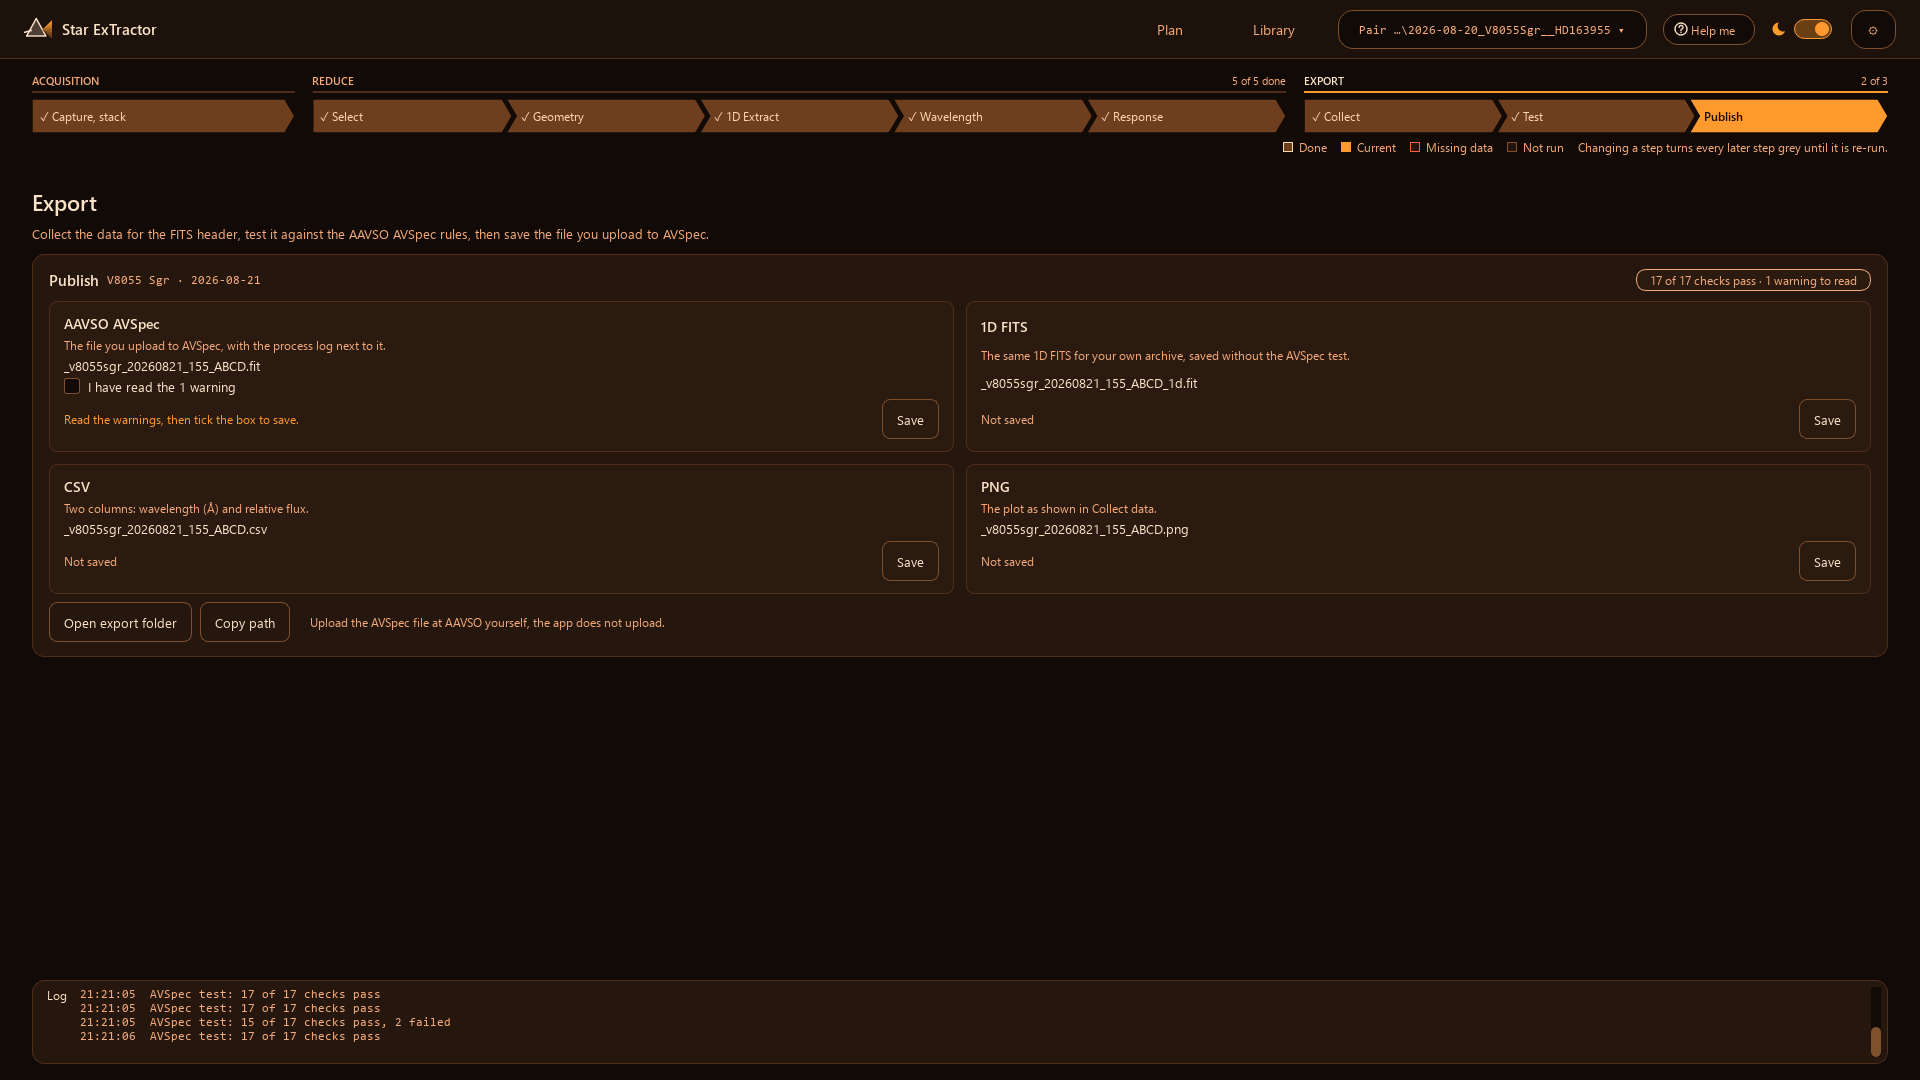 Star ExTractor
Plan
Library
Pair …\2026-08-20_V8055Sgr__HD163955 ▾
Help me
ACQUISITION
REDUCE
5 of 5 done
EXPORT
2 of 3
✓ Capture, stack
✓ Select
✓ Geometry
✓ 1D Extract
✓ Wavelength
✓ Response
✓ Collect
✓ Test
Publish
Done
Current
Missing data
Not run
Changing a step turns every later step grey until it is re-run.
Export
Collect the data for the FITS header, test it against the AAVSO AVSpec rules, then save the file you upload to AVSpec.
Publish V8055 Sgr · 2026-08-21
17 of 17 checks pass · 1 warning to read
AAVSO AVSpec
The file you upload to AVSpec, with the process log next to it.
_v8055sgr_20260821_155_ABCD.fit
I have read the 1 warning
Read the warnings, then tick the box to save.
Save
1D FITS
The same 1D FITS for your own archive, saved without the AVSpec test.
_v8055sgr_20260821_155_ABCD_1d.fit
Not saved
Save
CSV
Two columns: wavelength (Å) and relative flux.
_v8055sgr_20260821_155_ABCD.csv
Not saved
Save
PNG
The plot as shown in Collect data.
_v8055sgr_20260821_155_ABCD.png
Not saved
Save
Open export folder
Copy path
Upload the AVSpec file at AAVSO yourself, the app does not upload.
Log
21:21:05 AVSpec test: 17 of 17 checks pass
21:21:05 AVSpec test: 17 of 17 checks pass
21:21:05 AVSpec test: 15 of 17 checks pass, 2 failed
21:21:06 AVSpec test: 17 of 17 checks pass